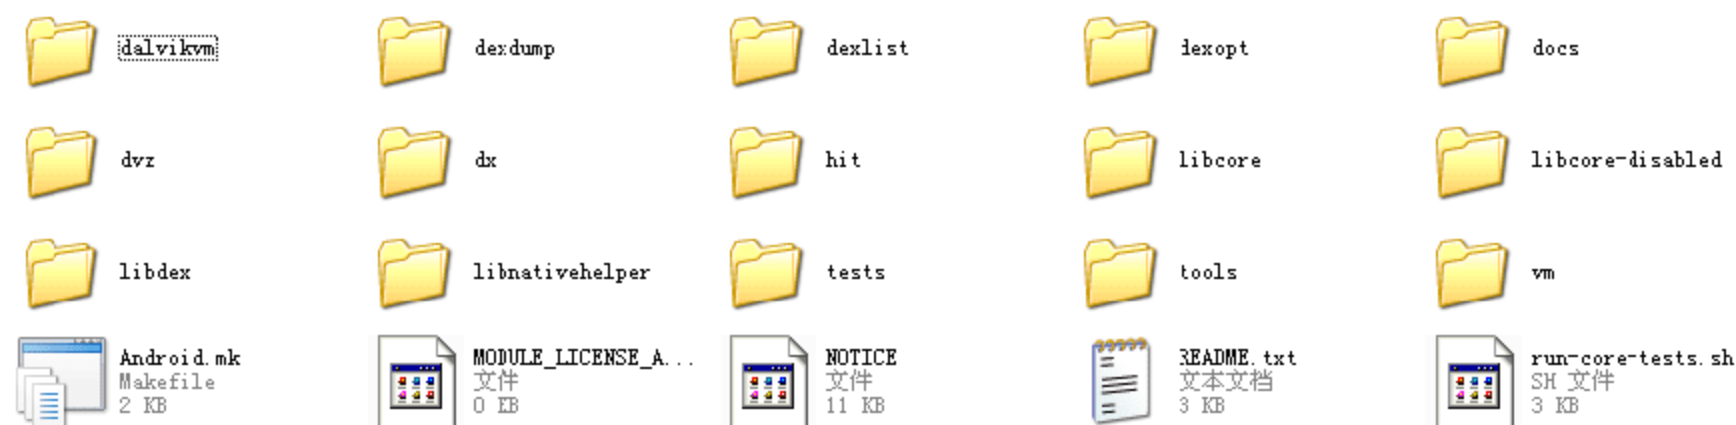 dalvikvm
dexdump
dexlist
dexopt
docs
dvz
dx
hit
libcore
libcore-disabled
libdex
libnativehelper
tests
tools
vm
Android.mk
Makefile
2 KB
MODULE_LICENSE_A...
文件
0 KB
NOTICE
文件
11 KB
README.txt
文本文档
3 KB
run-core-tests.sh
SH 文件
3 KB